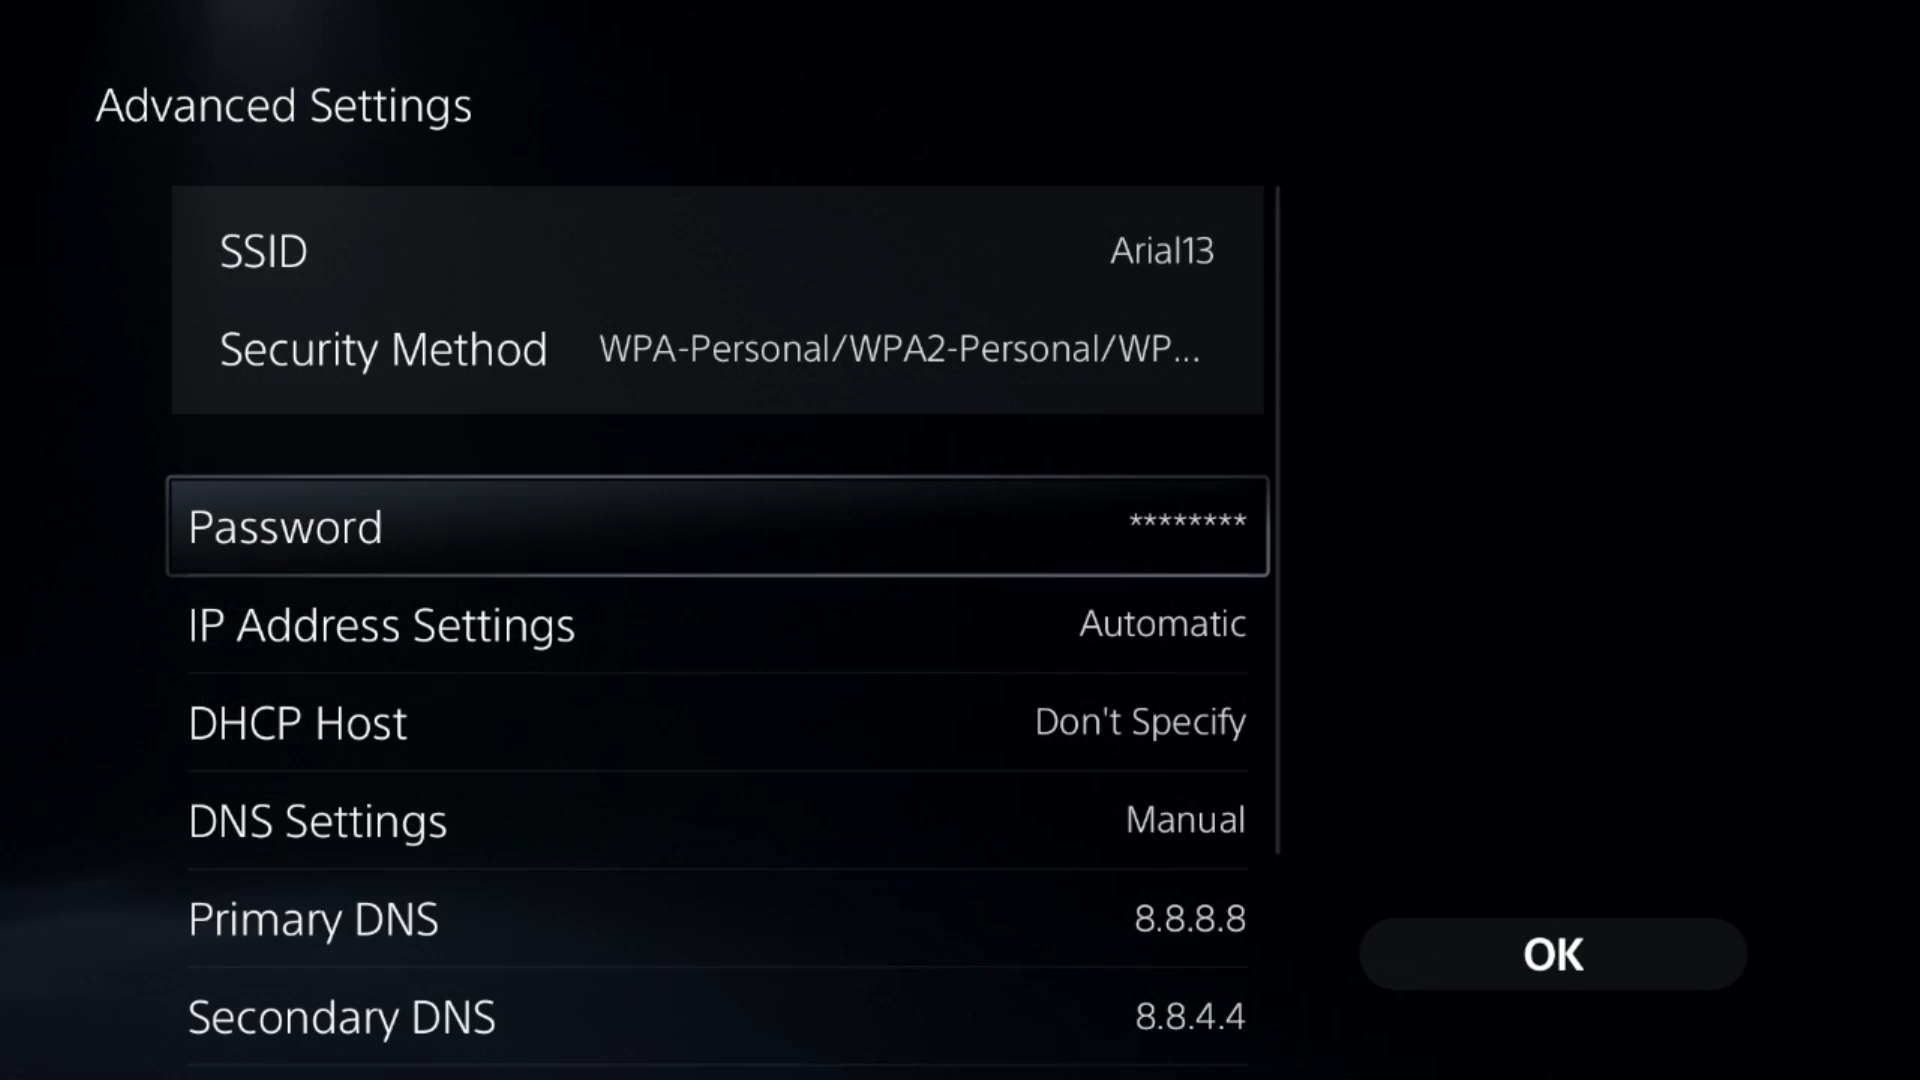 Advanced Settings
SSID Arial13
Security Method WPA-Personal/WPA2-Personal/WP...
Password ********
IP Address Settings Automatic
DHCP Host Don't Specify
DNS Settings Manual
Primary DNS 8.8.8.8
OK
Secondary DNS 8.8.4.4